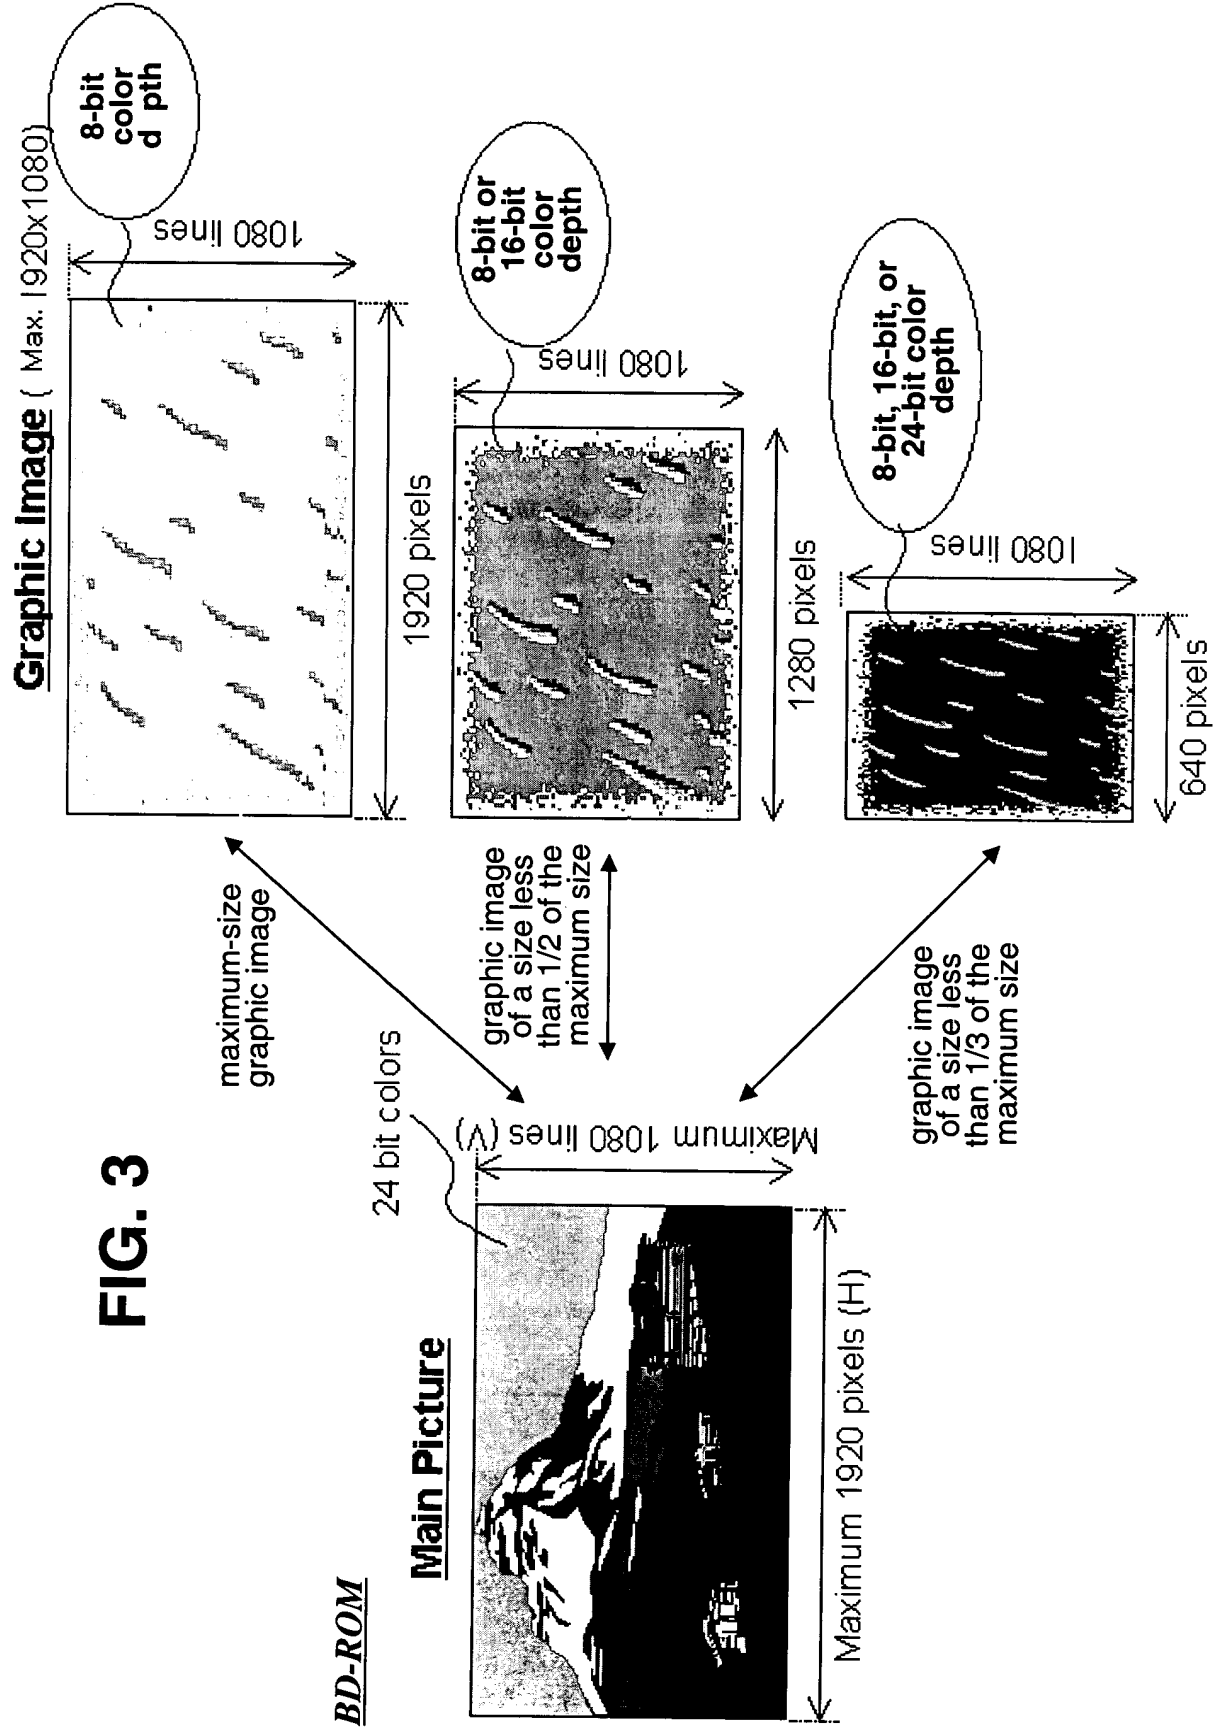 FIG. 3
BD-ROM
Main Picture
24 bit colors
Maximum 1080 lines (V)
Maximum 1920 pixels (H)
Graphic Image ( Max. 1920x1080)
maximum-size
graphic image
1920 pixels
1080 lines
8-bit
color
d pth
graphic image
of a size less
than 1/2 of the
maximum size
1280 pixels
1080 lines
8-bit or
16-bit
color
depth
graphic image
of a size less
than 1/3 of the
maximum size
640 pixels
1080 lines
8-bit, 16-bit, or
24-bit color
depth